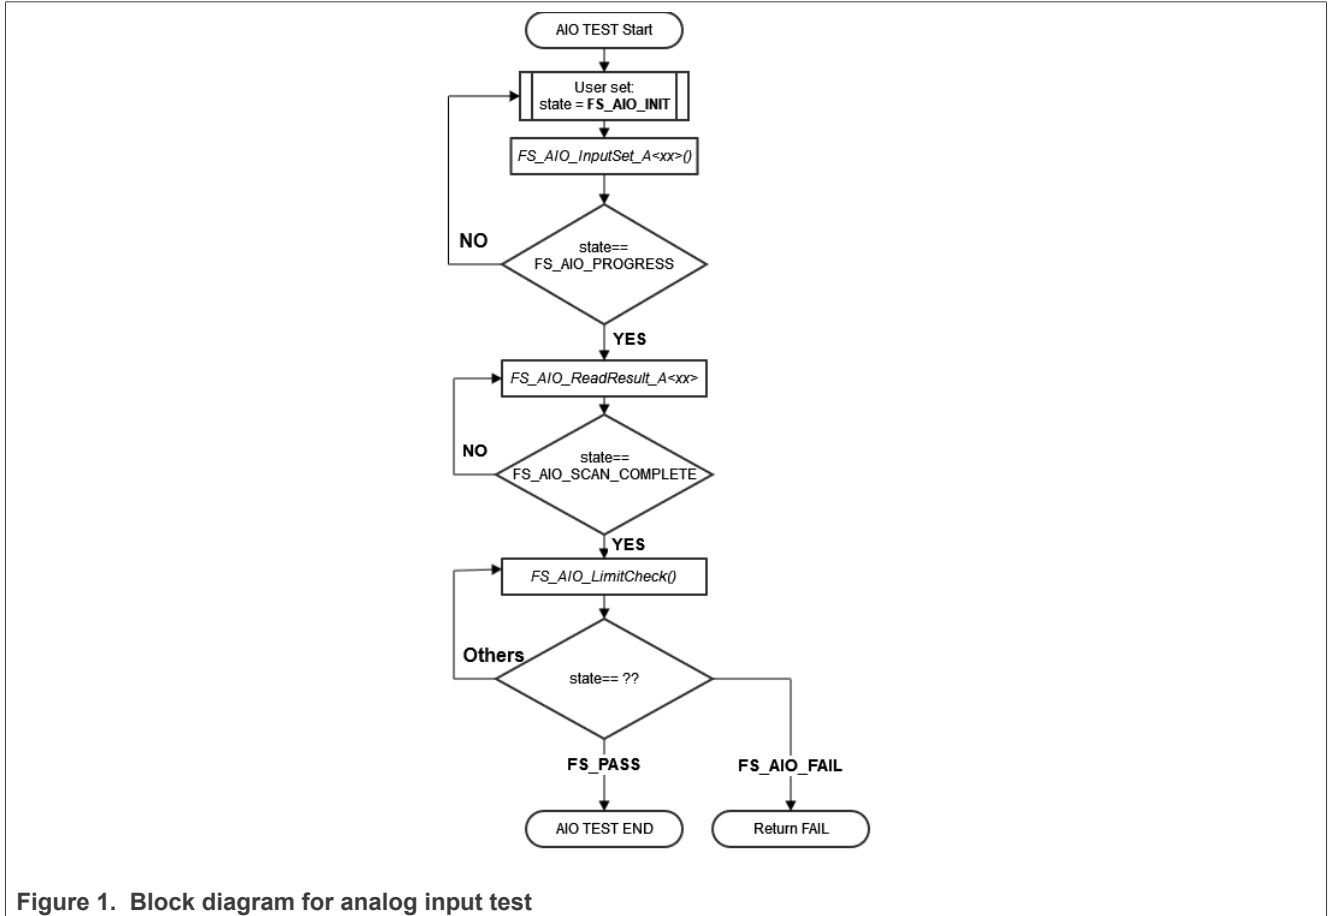 AIO TEST Start
User set:
state = FS_AIO_INIT
FS_AIO_InputSet_A<xx>()
NO
state==
FS_AIO_PROGRESS
YES
FS_AIO_ReadResult_A<xx>
NO
state==
FS_AIO_SCAN_COMPLETE
YES
FS_AIO_LimitCheck()
Others
state== ??
FS_PASS
FS_AIO_FAIL
AIO TEST END
Return FAIL
Figure 1. Block diagram for analog input test